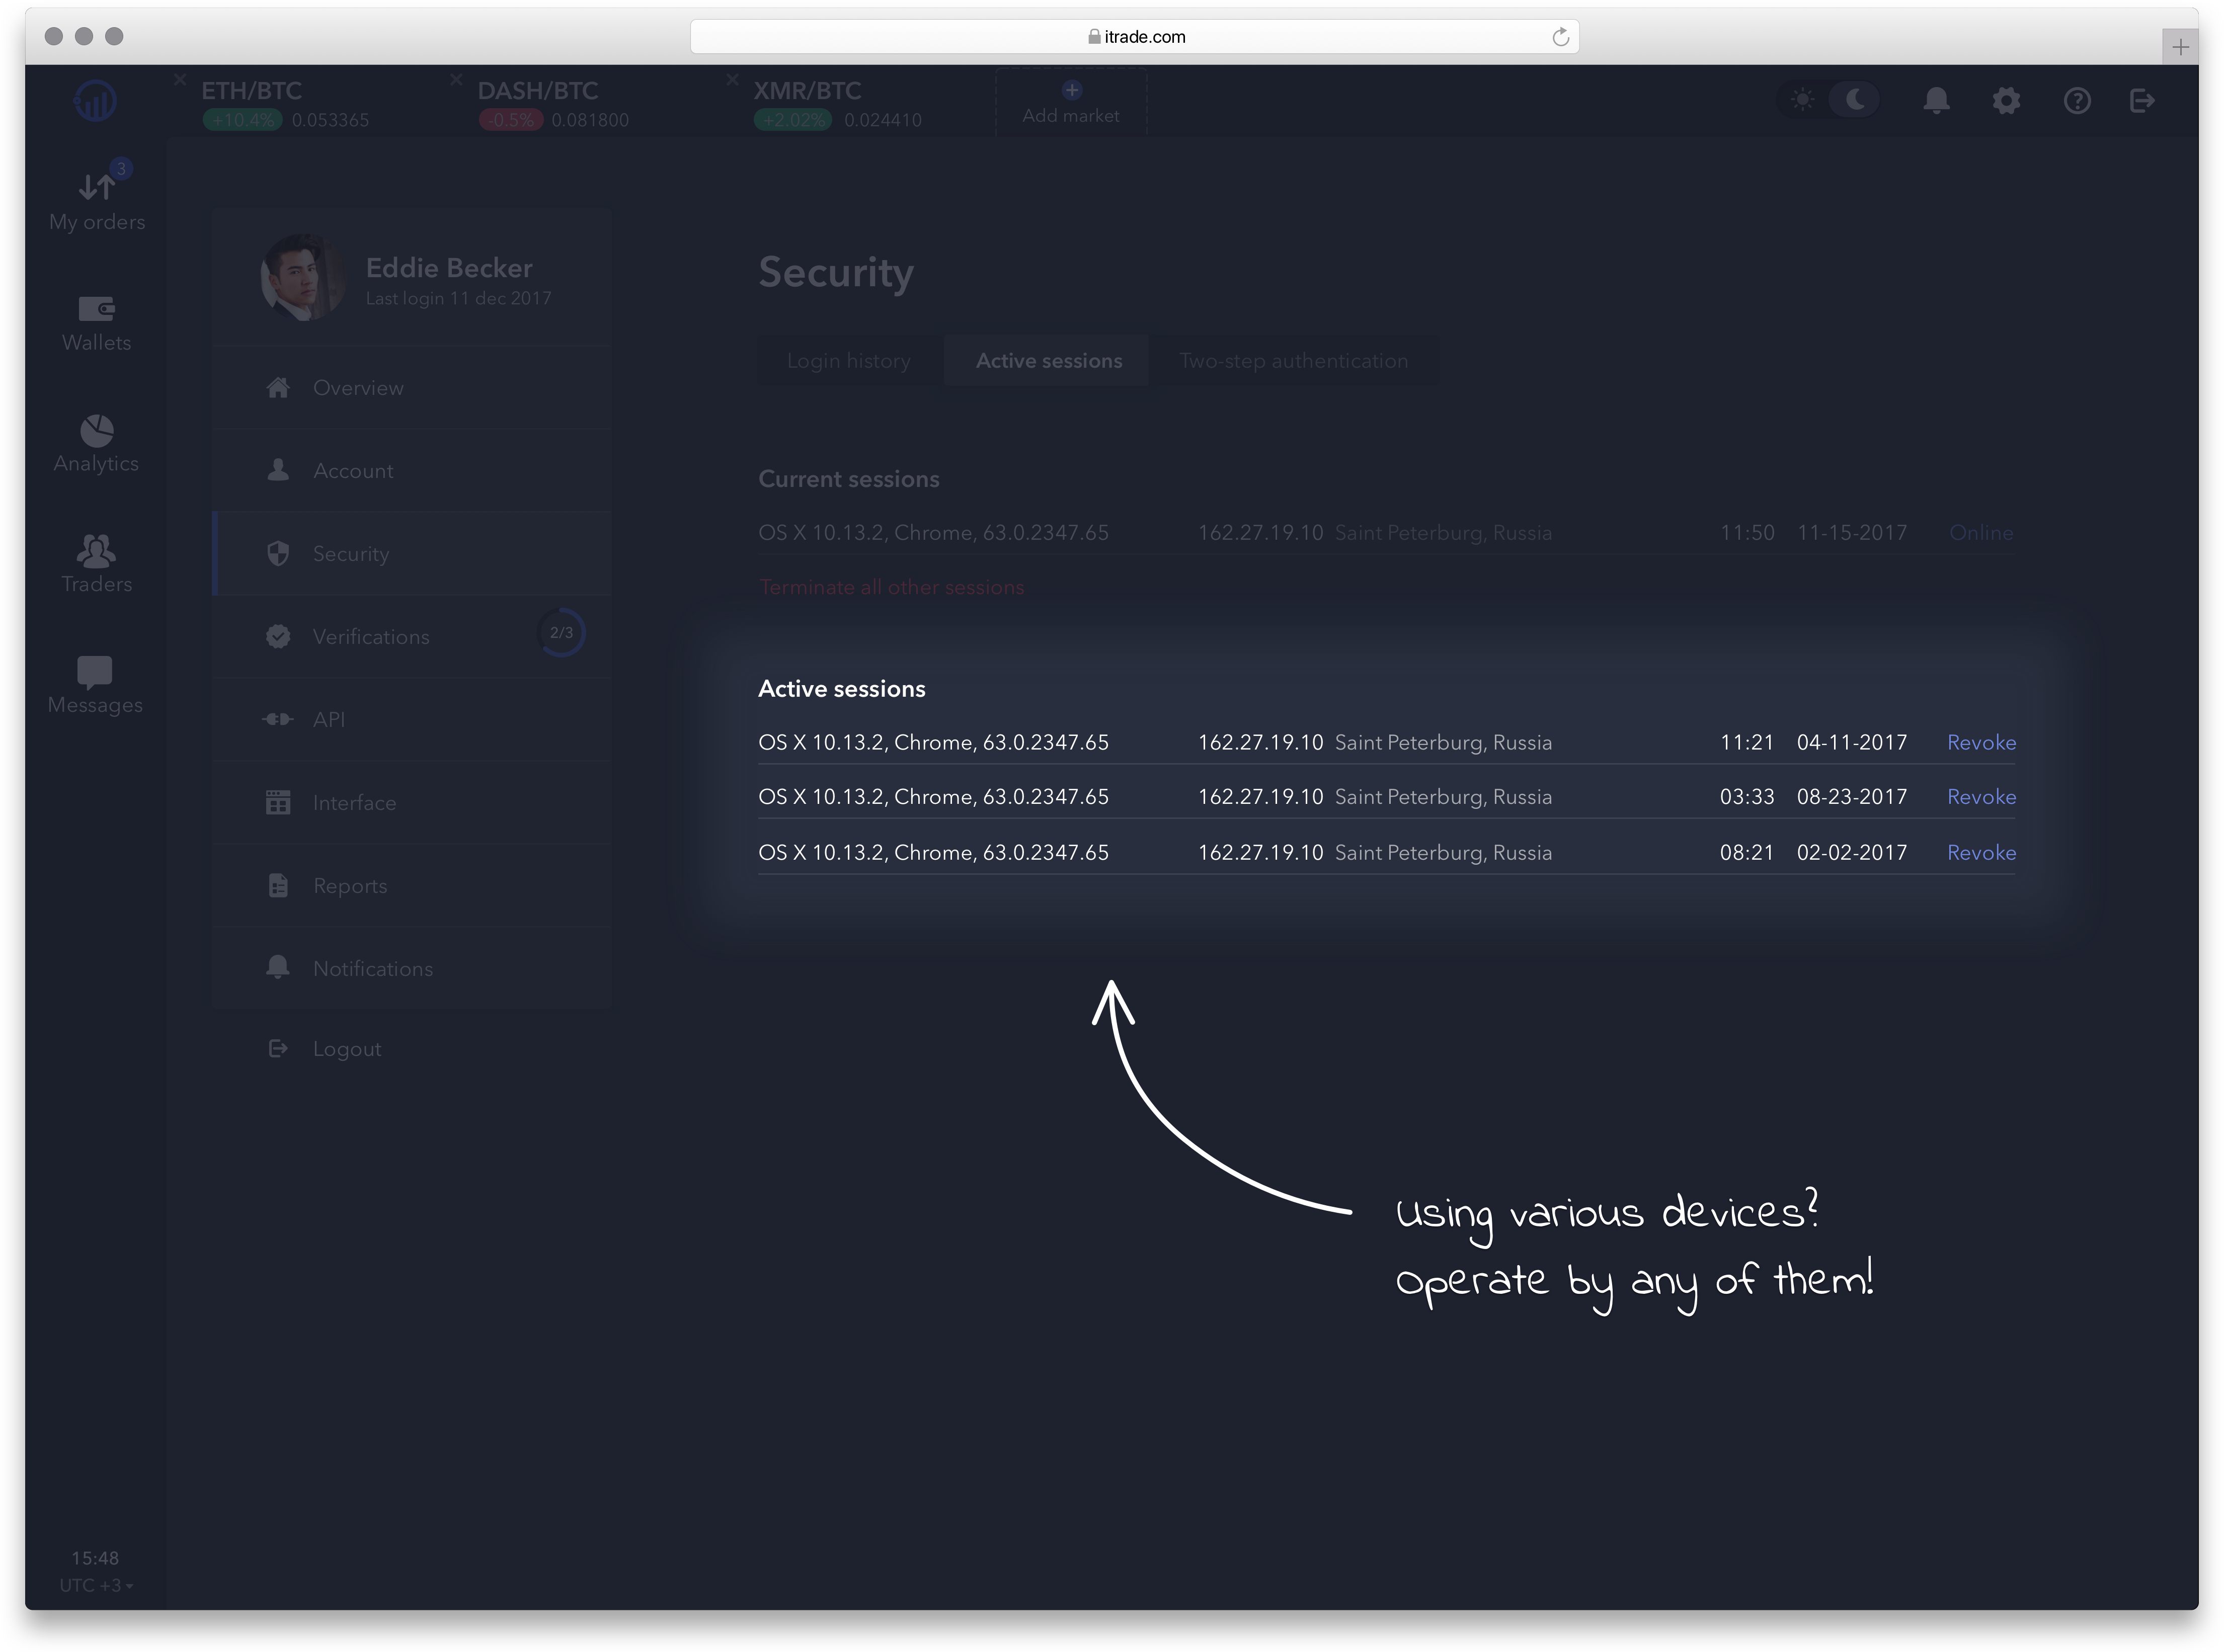 itrade.com
ETH/BTC
+10.4% 0.053365
DASH/BTC
-0.5% 0.081800
XMR/BTC
+2.02% 0.024410
Add market
3
My orders
Wallets
Analytics
Traders
Messages
15:48
UTC +3
Eddie Becker
Last login 11 dec 2017
Overview
Account
Security
Verifications 2/3
API
Interface
Reports
Notifications
Logout
Security
Login history Active sessions Two-step authentication
Current sessions
OS X 10.13.2, Chrome, 63.0.2347.65 162.27.19.10 Saint Peterburg, Russia 11:50 11-15-2017 Online
Terminate all other sessions
Active sessions
OS X 10.13.2, Chrome, 63.0.2347.65 162.27.19.10 Saint Peterburg, Russia 11:21 04-11-2017 Revoke
OS X 10.13.2, Chrome, 63.0.2347.65 162.27.19.10 Saint Peterburg, Russia 03:33 08-23-2017 Revoke
OS X 10.13.2, Chrome, 63.0.2347.65 162.27.19.10 Saint Peterburg, Russia 08:21 02-02-2017 Revoke
Using various devices?
Operate by any of them!